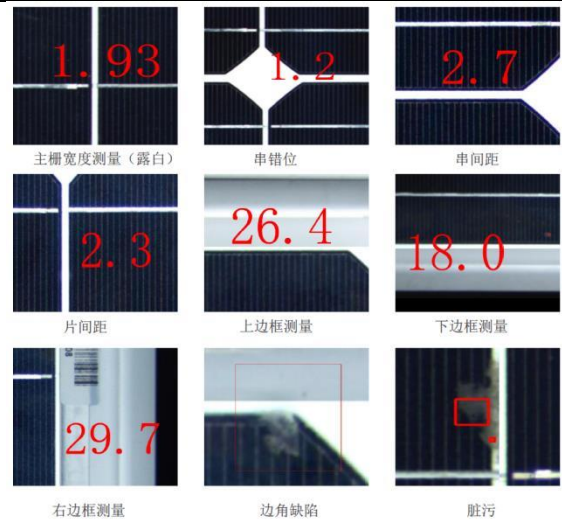 1.93
1.2
2.7
主栅宽度测量（露白）
串错位
串间距
2.3
26.4
18.0
片间距
上边框测量
下边框测量
29.7
右边框测量
边角缺陷
脏污